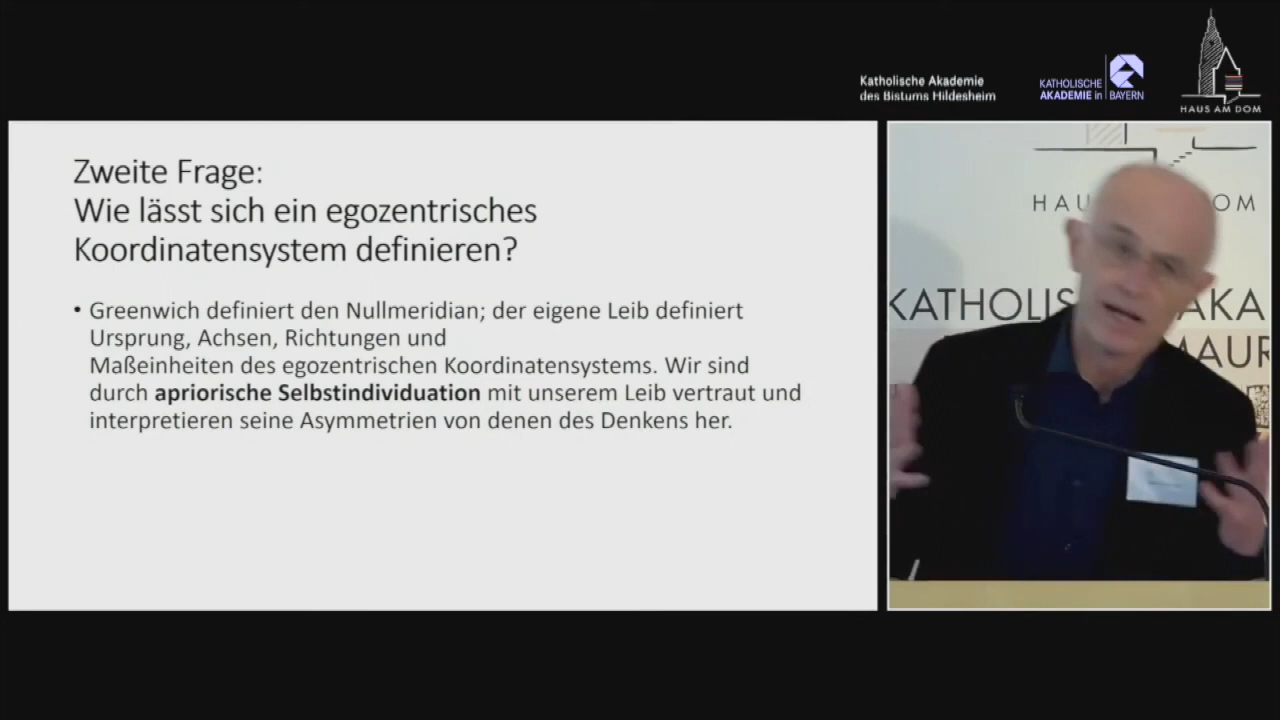 Katholische Akademie
des Bistums Hildesheim
KATHOLISCHE
AKADEMIE in BAYERN
HAUS AM DOM
Zweite Frage:
Wie lässt sich ein egozentrisches
Koordinatensystem definieren?
• Greenwich definiert den Nullmeridian; der eigene Leib definiert
Ursprung, Achsen, Richtungen und
Maßeinheiten des egozentrischen Koordinatensystems. Wir sind
durch apriorische Selbstindividuation mit unserem Leib vertraut und
interpretieren seine Asymmetrien von denen des Denkens her.
HAU OM
KATHOLIS AKA
MAUR